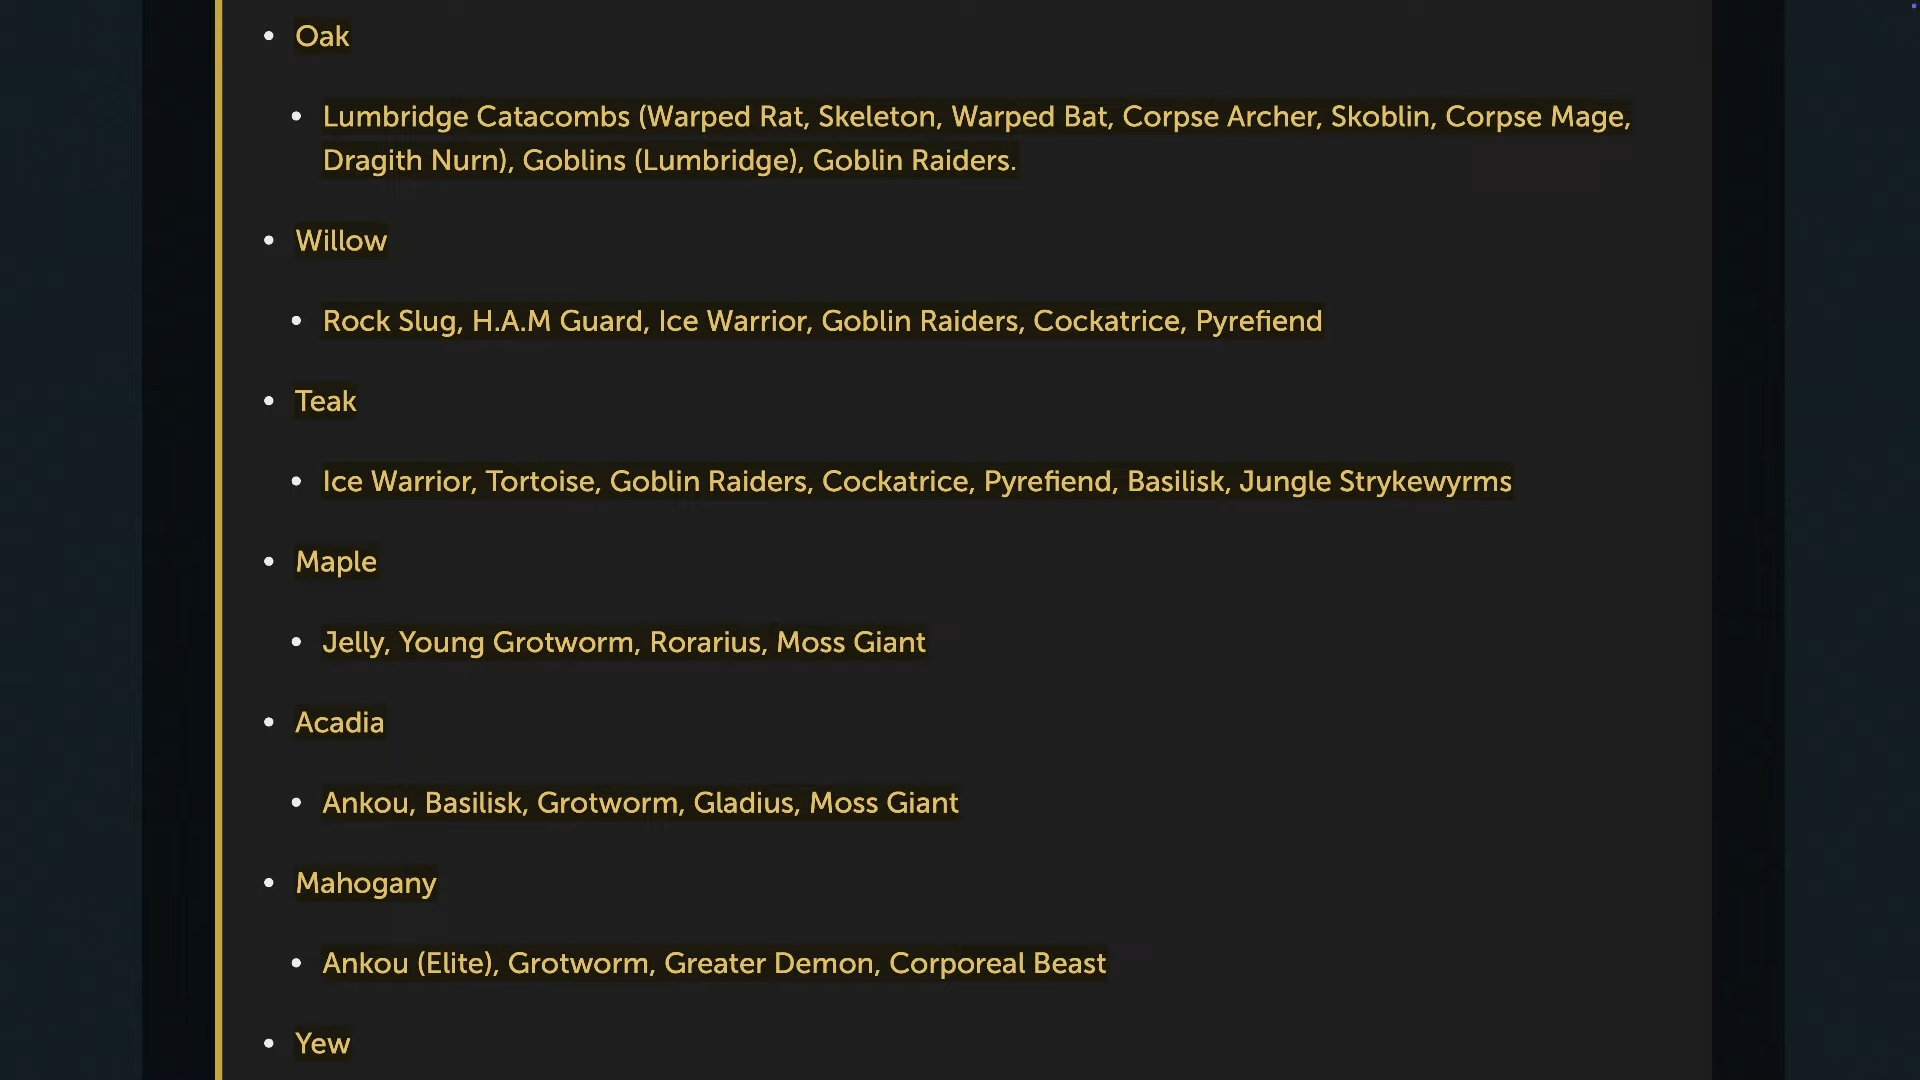 Oak
Lumbridge Catacombs (Warped Rat, Skeleton, Warped Bat, Corpse Archer, Skoblin, Corpse Mage,
Dragith Nurn), Goblins (Lumbridge), Goblin Raiders.
Willow
Rock Slug, H.A.M Guard, Ice Warrior, Goblin Raiders, Cockatrice, Pyrefiend
Teak
Ice Warrior, Tortoise, Goblin Raiders, Cockatrice, Pyrefiend, Basilisk, Jungle Strykewyrms
Maple
Jelly, Young Grotworm, Rorarius, Moss Giant
Acadia
Ankou, Basilisk, Grotworm, Gladius, Moss Giant
Mahogany
Ankou (Elite), Grotworm, Greater Demon, Corporeal Beast
Yew